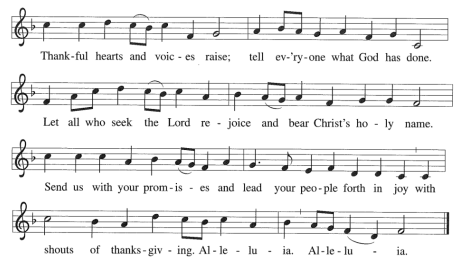 Thank-ful hearts and voic - es raise; tell ev-'ry-one what God has done.
Let all who seek the Lord re - joice and bear Christ's ho - ly name.
Send us with your prom - is - es and lead your peo-ple forth in joy with
shouts of thanks-giv - ing. Al-le - lu - ia. Al-le-lu - ia.